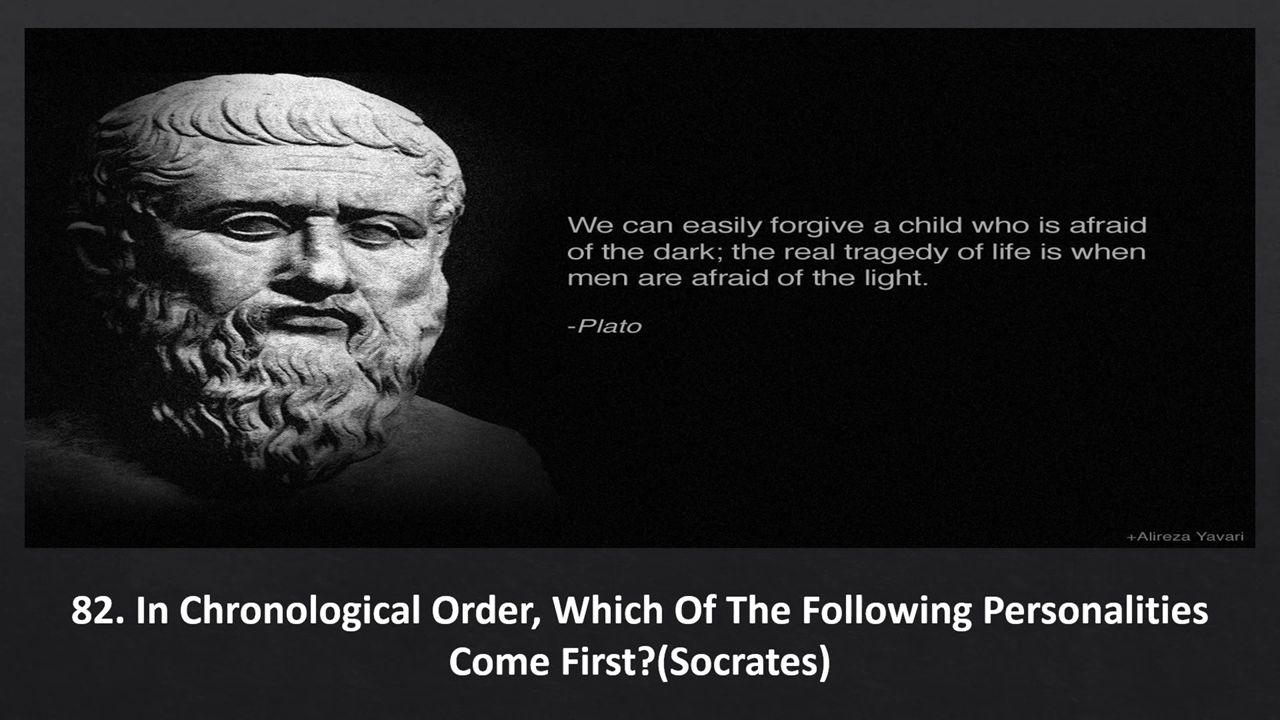 We can easily forgive a child who is afraid
of the dark; the real tragedy of life is when
men are afraid of the light.
-Plato
+Alireza Yavari
82. In Chronological Order, Which Of The Following Personalities
Come First?(Socrates)